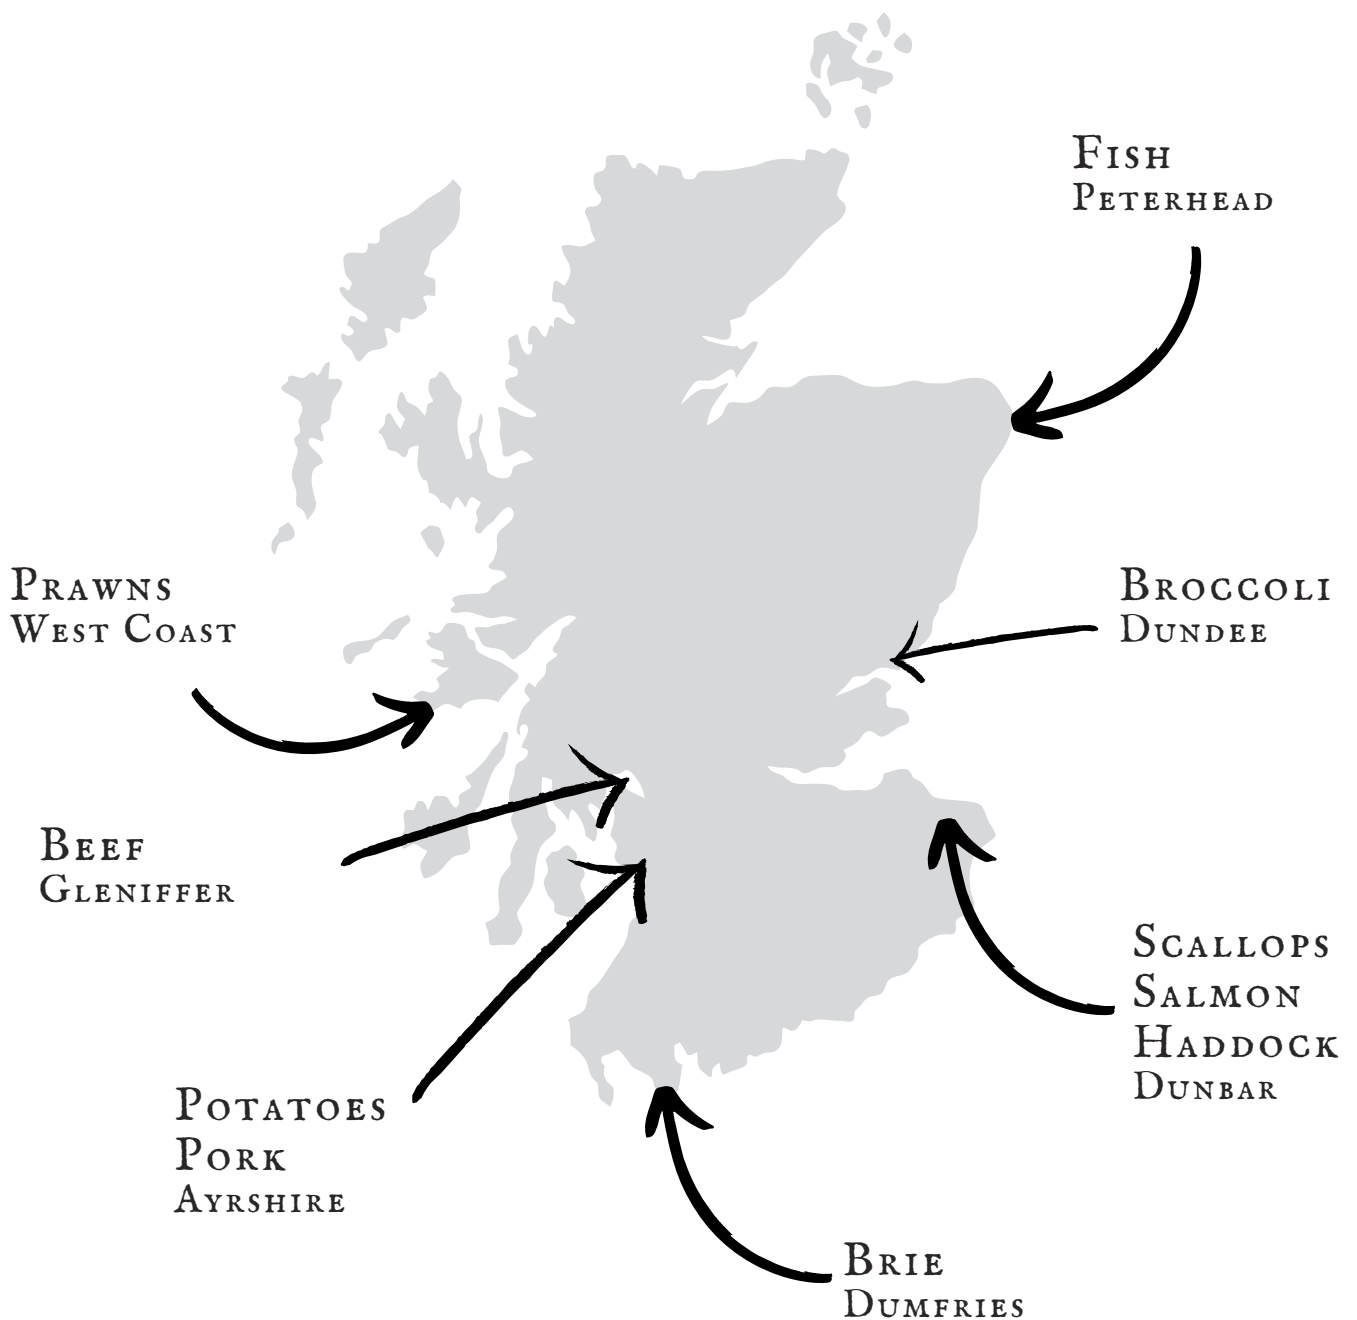 Fish
Peterhead
Prawns
West Coast
Broccoli
Dundee
Beef
Gleniffer
Scallops
Salmon
Haddock
Dunbar
Potatoes
Pork
Ayrshire
Brie
Dumfries